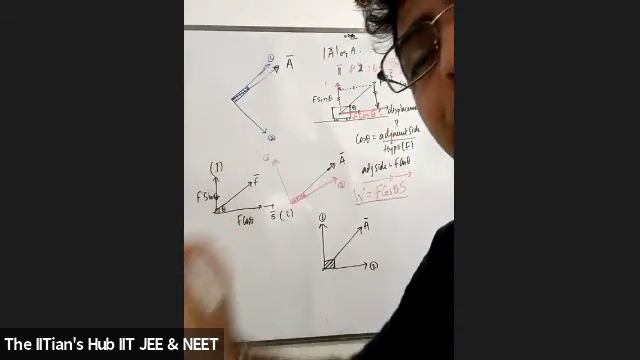 ①
Ā
②
|Ā| or A
F sinθ
θ
F cosθ
displacement
?
Cosθ = adjacent side
Hypo (F)
adj side = f cosθ
W = F Cosθ S
(j)
f̄
F Sinθ
θ
F Cosθ
S̄ (i)
Ā
②
①
Ā
②
The IITian's Hub IIT JEE & NEET